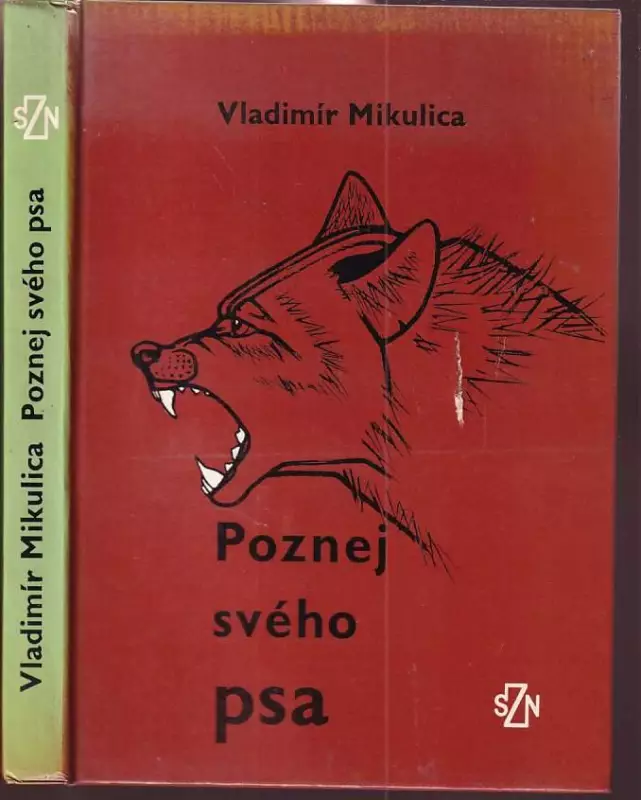 SZN
Vladimír Mikulica Poznej svého psa
Vladimír Mikulica
Poznej
svého
psa
SZN